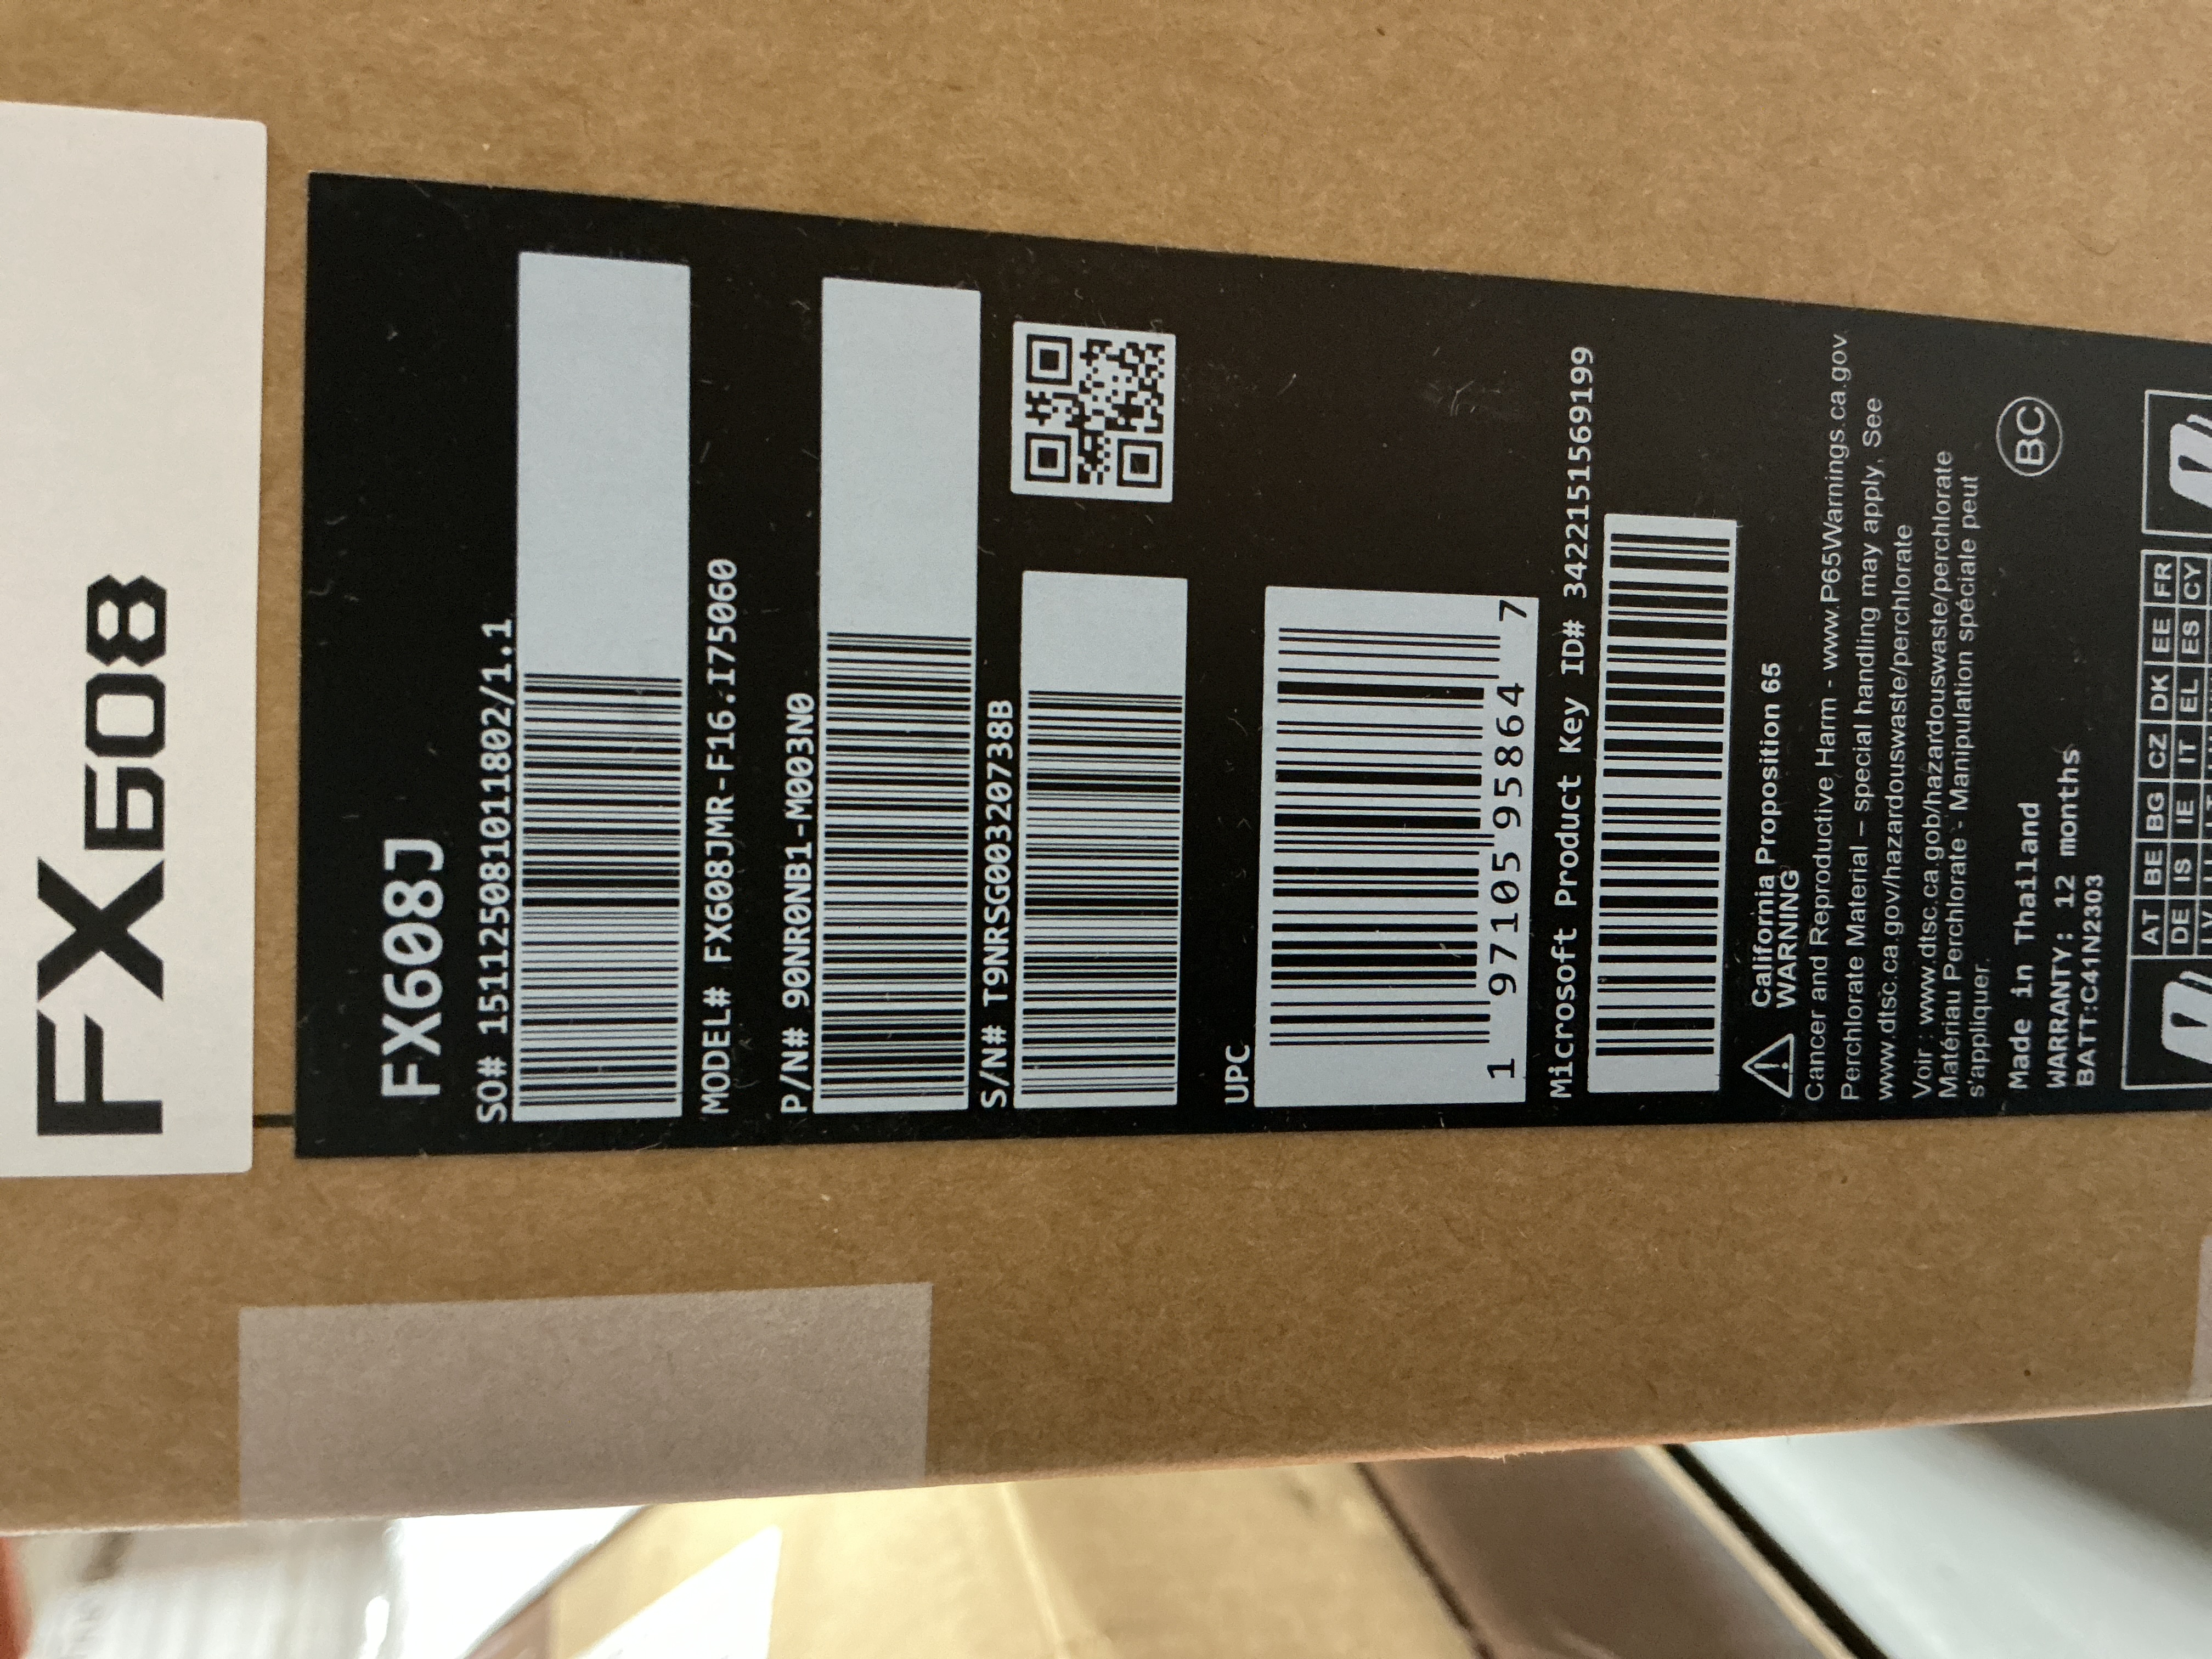 FX608
FX608J
SO# 151125081011802/1.1
MODEL# FX608JMR-F16.I75060
P/N# 90NR0NB1-M003N0
S/N# T9NRSG00320738B
UPC
1 97105 95864 7
Microsoft Product Key ID# 3422151569199
California Proposition 65
WARNING
Cancer and Reproductive Harm - www.P65Warnings.ca.gov.
Perchlorate Material – special handling may apply, See
www.dtsc.ca.gov/hazardouswaste/perchlorate
Voir : www.dtsc.ca.gob/hazardouswaste/perchlorate
Matériau Perchlorate - Manipulation spéciale peut
s'appliquer.
BC
Made in Thailand
WARRANTY: 12 months
BATT:C41N2303
AT BE BG CZ DK EE FR
DE IS IE IT EL ES CY